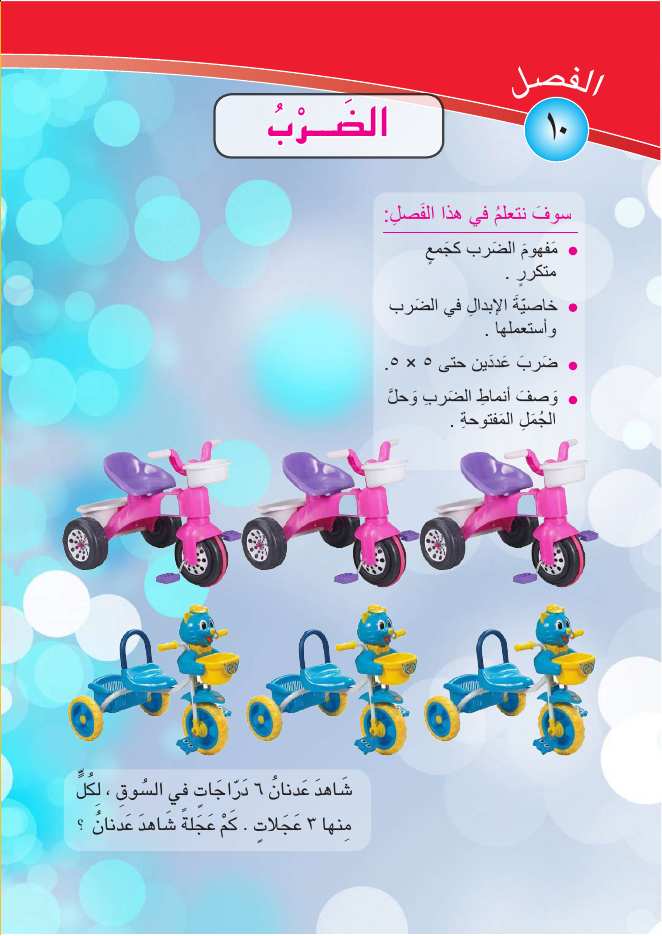 الفصل
١٠
الضَـــرْبُ
سوفَ نتعلمُ في هذا الفَصلِ:
• مَفهومَ الضَرب كجَمعٍ
متكررٍ .
• خاصيّةَ الإبدالِ في الضَرب
وأستعملها .
• ضَربَ عَددَين حتى ٥ × ٥.
• وَصفَ أنماطِ الضَربِ وَحلَّ
الجُمَلِ المَفتوحةِ .
شَاهدَ عَدنانُ ٦ دَرّاجَاتٍ في السُوقِ ، لِكُلٍّ
مِنها ٣ عَجَلاتٍ . كَمْ عَجَلةً شَاهدَ عَدنانُ ؟